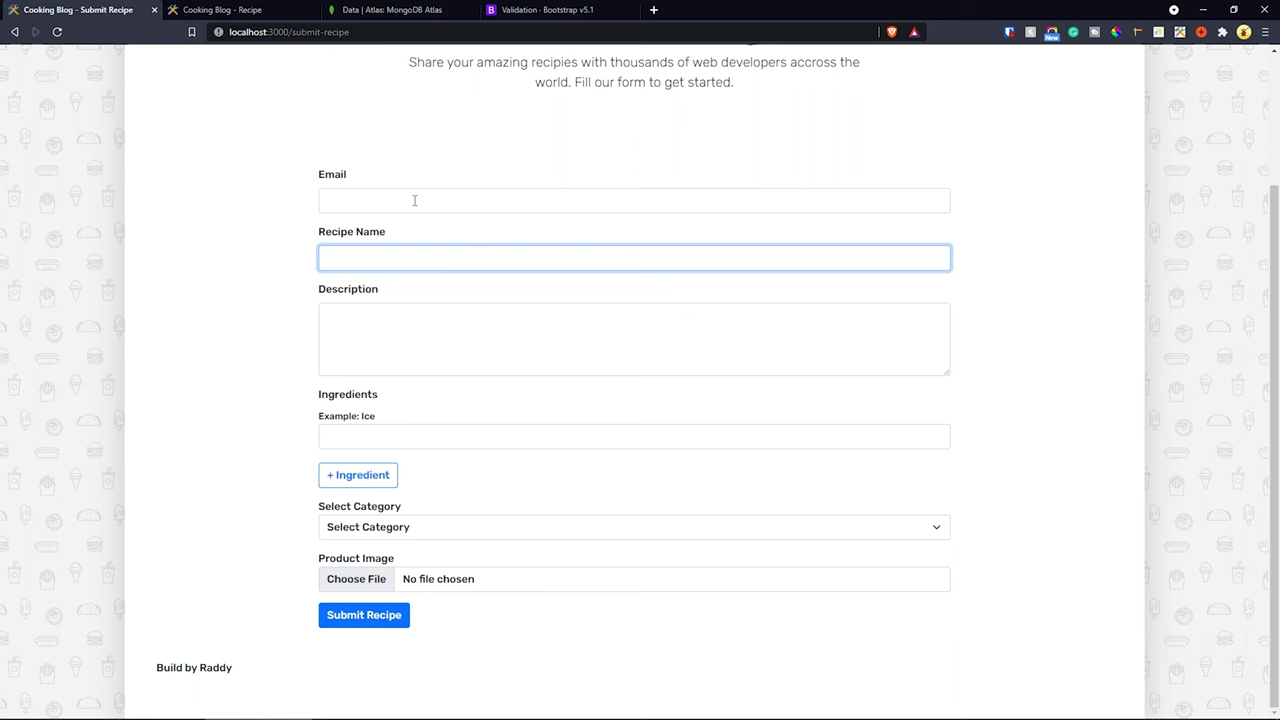 Cooking Blog - Submit Recipe
Cooking Blog - Recipe
Data | Atlas: MongoDB Atlas
Validation · Bootstrap v5.1
localhost:3000/submit-recipe
New
Share your amazing reapies with thousands of web developers accross the
world. Fill our form to get started.
Email
Recipe Name
Description
Ingredients
Example: Ice
+ Ingredient
Select Category
Select Category
Product Image
Choose File No file chosen
Submit Recipe
Build by Raddy